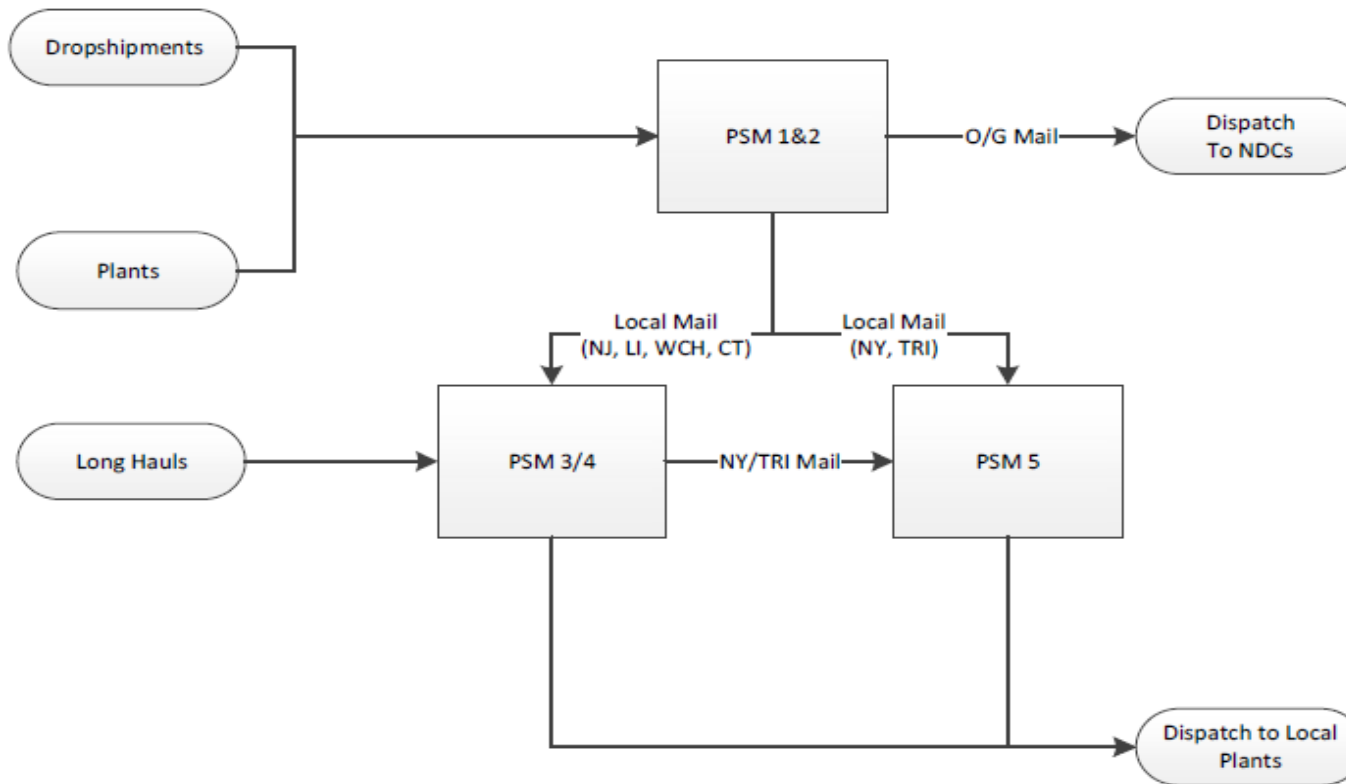 Dropshipments
PSM 1&2
O/G Mail
Dispatch
To NDCs
Plants
Local Mail
(NJ, LI, WCH, CT)
Local Mail
(NY, TRI)
Long Hauls
PSM 3/4
NY/TRI Mail
PSM 5
Dispatch to Local
Plants